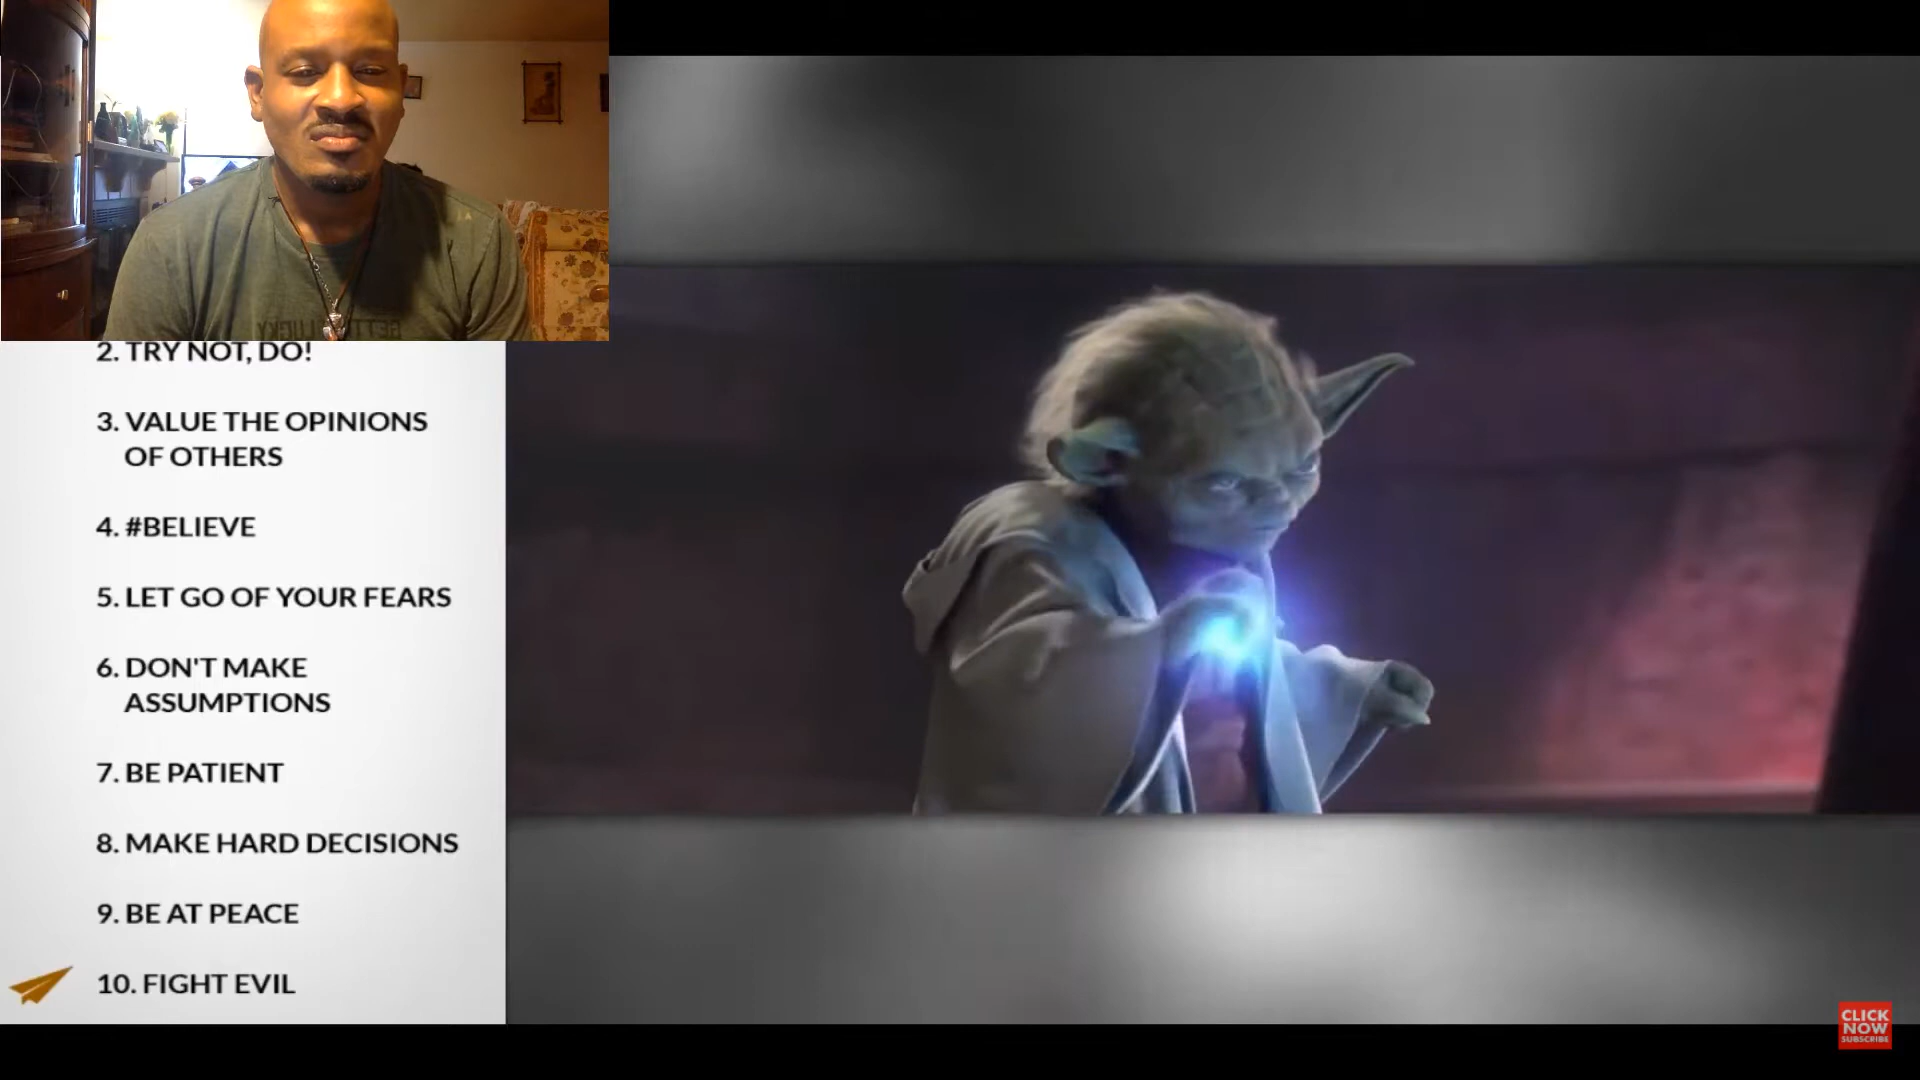 2. TRY NOT, DO!
3. VALUE THE OPINIONS
OF OTHERS
4. #BELIEVE
5. LET GO OF YOUR FEARS
6. DON'T MAKE
ASSUMPTIONS
7. BE PATIENT
8. MAKE HARD DECISIONS
9. BE AT PEACE
10. FIGHT EVIL
CLICK
NOW
SUBSCRIBE